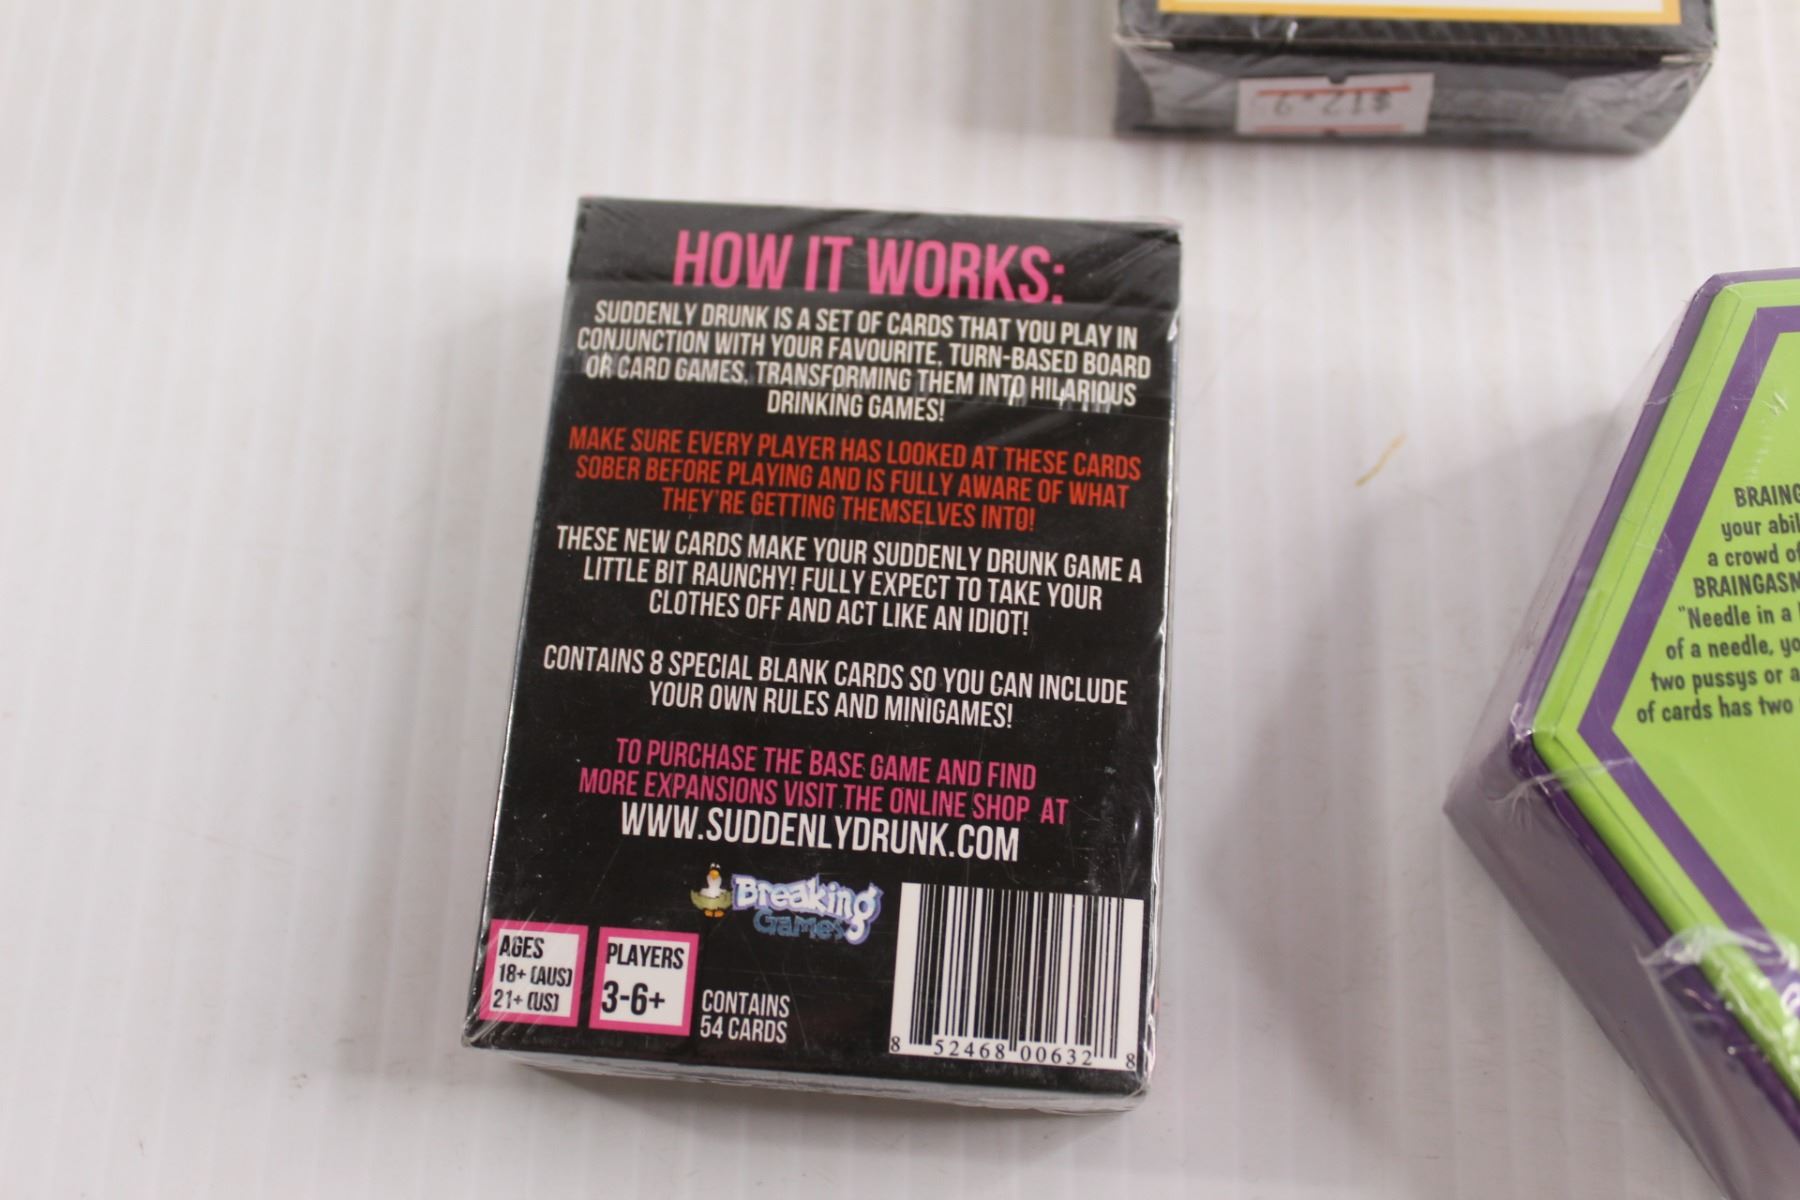 HOW IT WORKS:
SUDDENLY DRUNK IS A SET OF CARDS THAT YOU PLAY IN
CONJUNCTION WITH YOUR FAVOURITE, TURN-BASED BOARD
OR CARD GAMES, TRANSFORMING THEM INTO HILARIOUS
DRINKING GAMES!
MAKE SURE EVERY PLAYER HAS LOOKED AT THESE CARDS
SOBER BEFORE PLAYING AND IS FULLY AWARE OF WHAT
THEY'RE GETTING THEMSELVES INTO!
THESE NEW CARDS MAKE YOUR SUDDENLY DRUNK GAME A
LITTLE BIT RAUNCHY! FULLY EXPECT TO TAKE YOUR
CLOTHES OFF AND ACT LIKE AN IDIOT!
CONTAINS 8 SPECIAL BLANK CARDS SO YOU CAN INCLUDE
YOUR OWN RULES AND MINIGAMES!
TO PURCHASE THE BASE GAME AND FIND
MORE EXPANSIONS VISIT THE ONLINE SHOP AT
WWW.SUDDENLYDRUNK.COM
Breaking
Games
AGES
18+ (AUS)
21+ (US)
PLAYERS
3-6+
CONTAINS
54 CARDS
8 52468 00632 8
BRAING
your abil
a crowd of
BRAINGASM
"Needle in a
of a needle, yo
two pussys or a
of cards has two